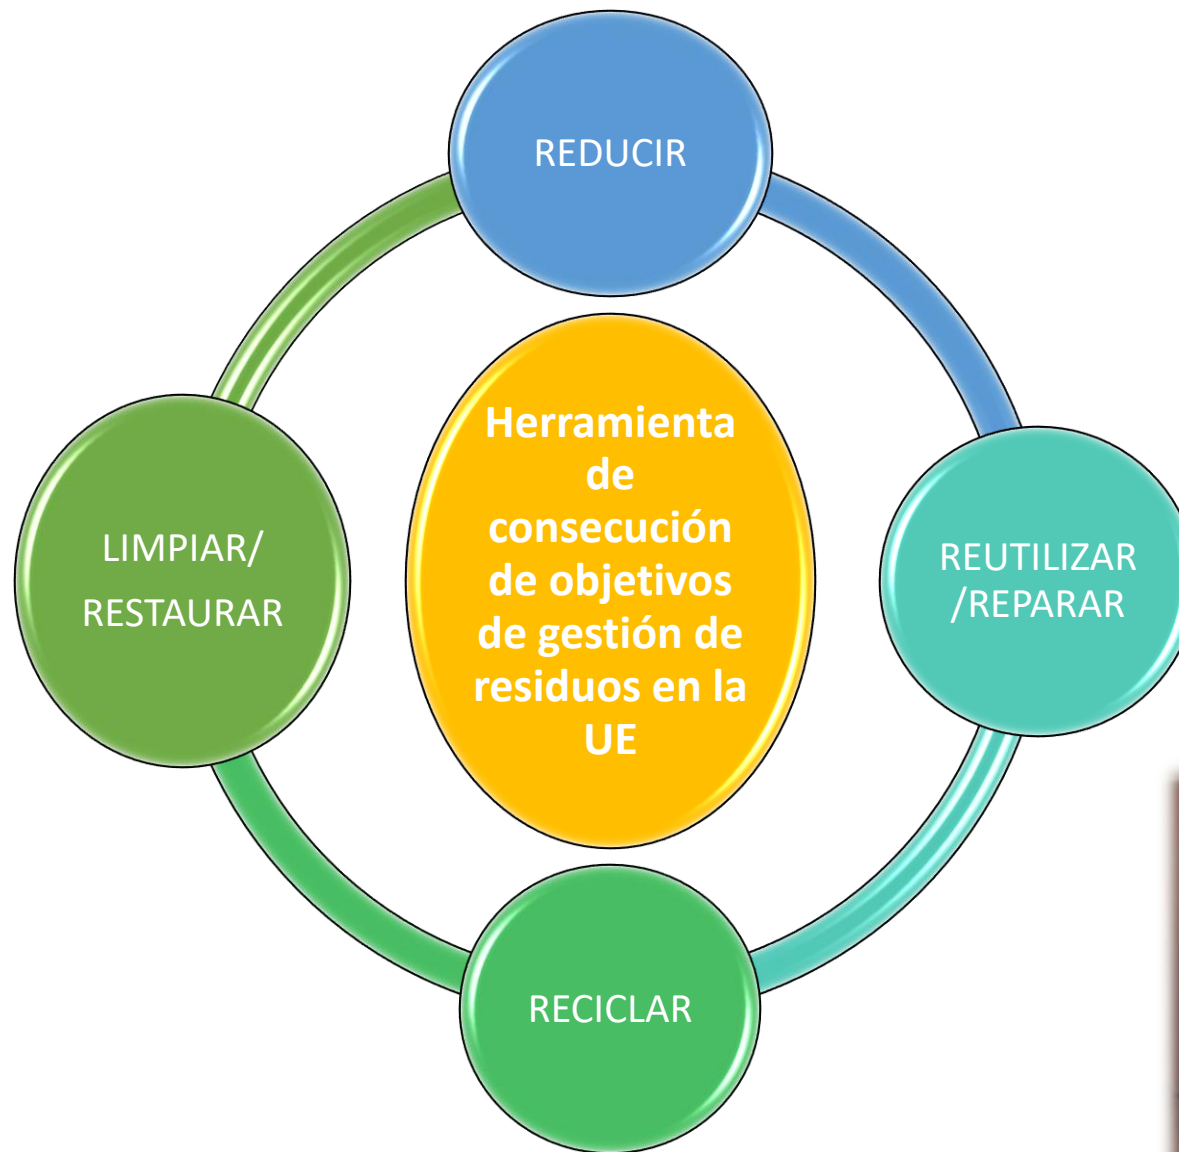 REDUCIR
Herramienta
de
consecución
de objetivos
de gestión de
residuos en la
UE
LIMPIAR/
RESTAURAR
REUTILIZAR
/REPARAR
RECICLAR